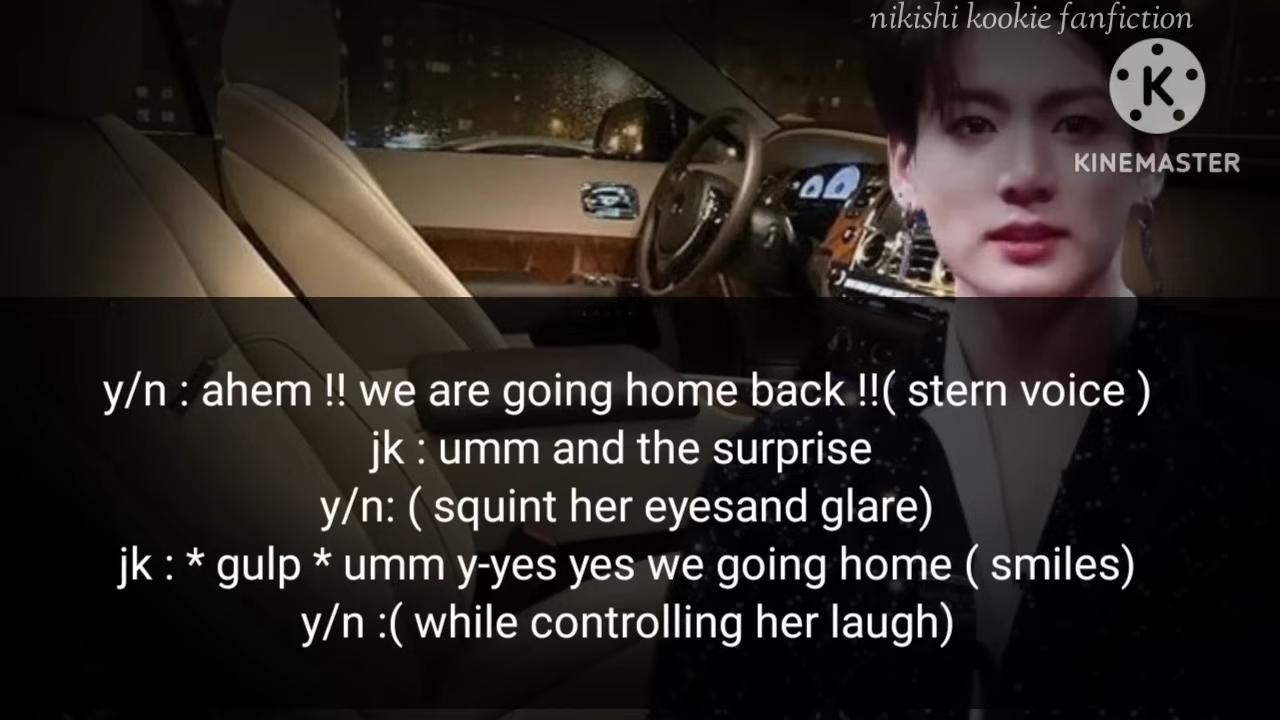 nikishi kookie fanfiction
K
KINEMASTER
y/n : ahem !! we are going home back !!( stern voice )
jk : umm and the surprise
y/n: ( squint her eyesand glare)
jk : * gulp * umm y-yes yes we going home ( smiles)
y/n :( while controlling her laugh)